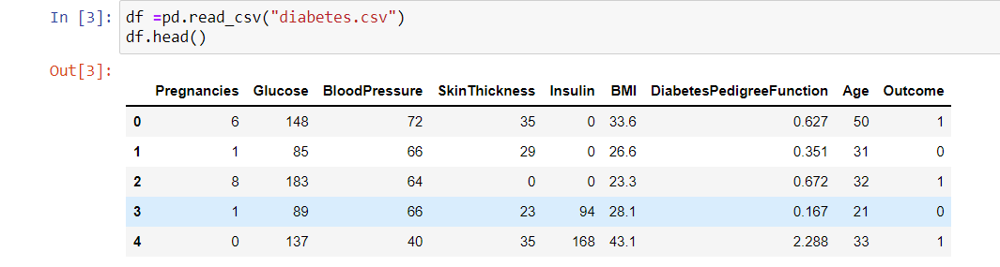 In [3]: df =pd.read_csv("diabetes.csv")
df.head()
Out[3]:
Pregnancies Glucose BloodPressure SkinThickness Insulin BMI DiabetesPedigreeFunction Age Outcome
0 6 148 72 35 0 33.6 0.627 50 1
1 1 85 66 29 0 26.6 0.351 31 0
2 8 183 64 0 0 23.3 0.672 32 1
3 1 89 66 23 94 28.1 0.167 21 0
4 0 137 40 35 168 43.1 2.288 33 1